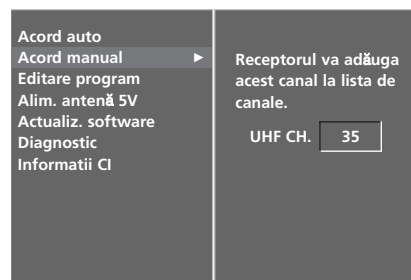 Acord auto
Acord manual
Editare program
Alim. antenă 5V
Actualiz. software
Diagnostic
Informatii CI
Receptorul va adăuga
acest canal la lista de
canale.
UHF CH. 35